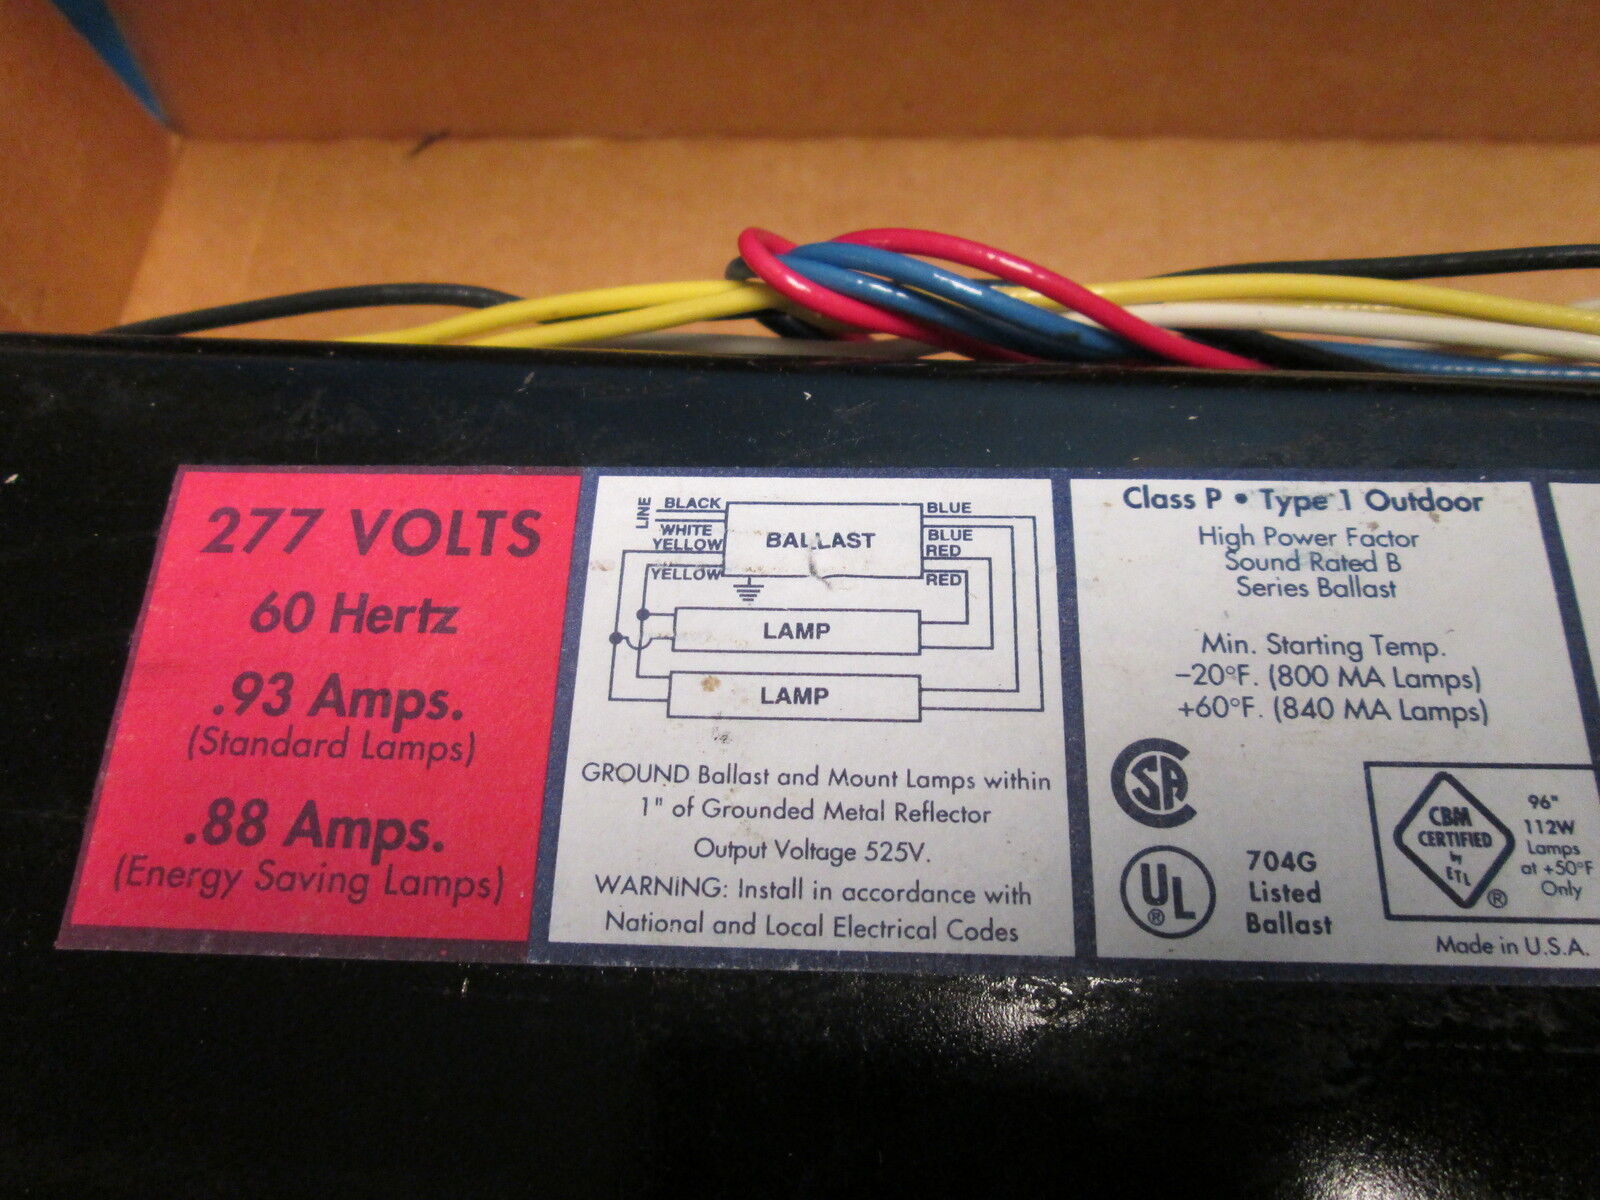 277 VOLTS
60 Hertz
.93 Amps.
(Standard Lamps)
.88 Amps.
(Energy Saving Lamps)
LINE
BLACK
WHITE
YELLOW
YELLOW
BALLAST
BLUE
BLUE
RED
RED
LAMP
LAMP
GROUND Ballast and Mount Lamps within
1" of Grounded Metal Reflector
Output Voltage 525V.
WARNING: Install in accordance with
National and Local Electrical Codes
Class P • Type 1 Outdoor
High Power Factor
Sound Rated B
Series Ballast
Min. Starting Temp.
-20°F. (800 MA Lamps)
+60°F. (840 MA Lamps)
SA
UL
®
704G
Listed
Ballast
CBM
CERTIFIED
by
ETL
®
96"
112W
Lamps
at +50°F
Only
Made in U.S.A.